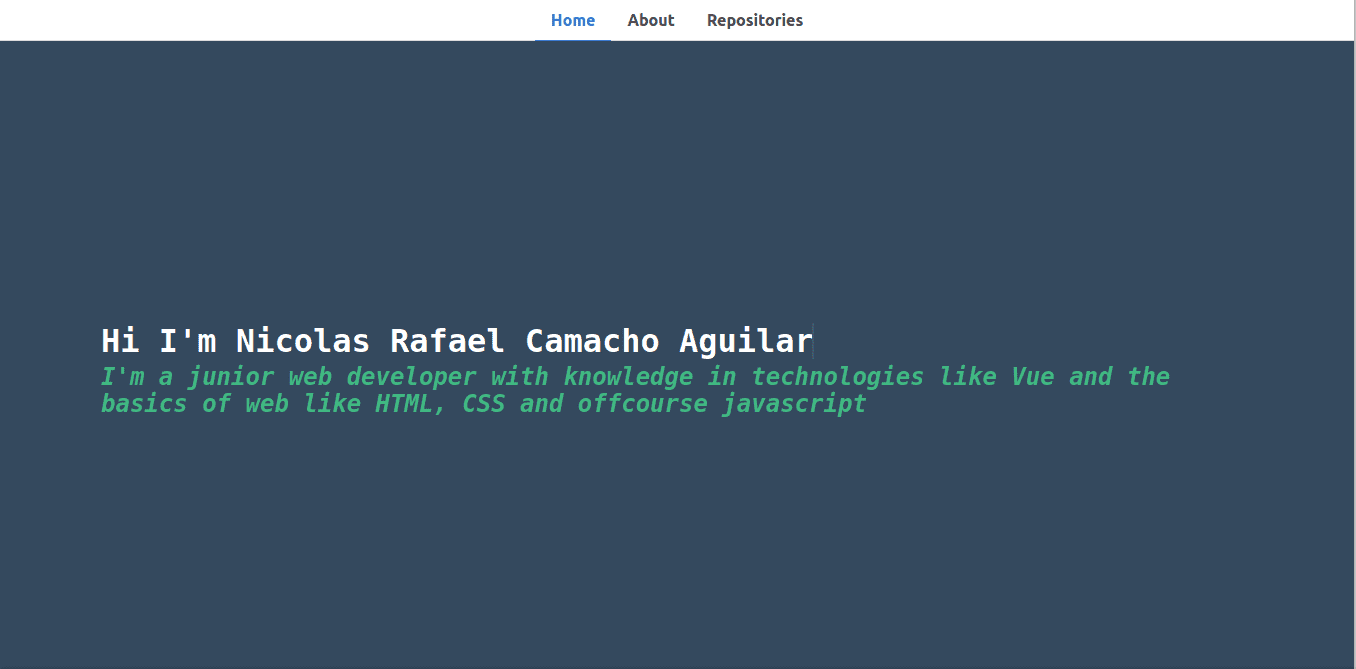 Home About Repositories
Hi I'm Nicolas Rafael Camacho Aguilar
I'm a junior web developer with knowledge in technologies like Vue and the
basics of web like HTML, CSS and offcourse javascript